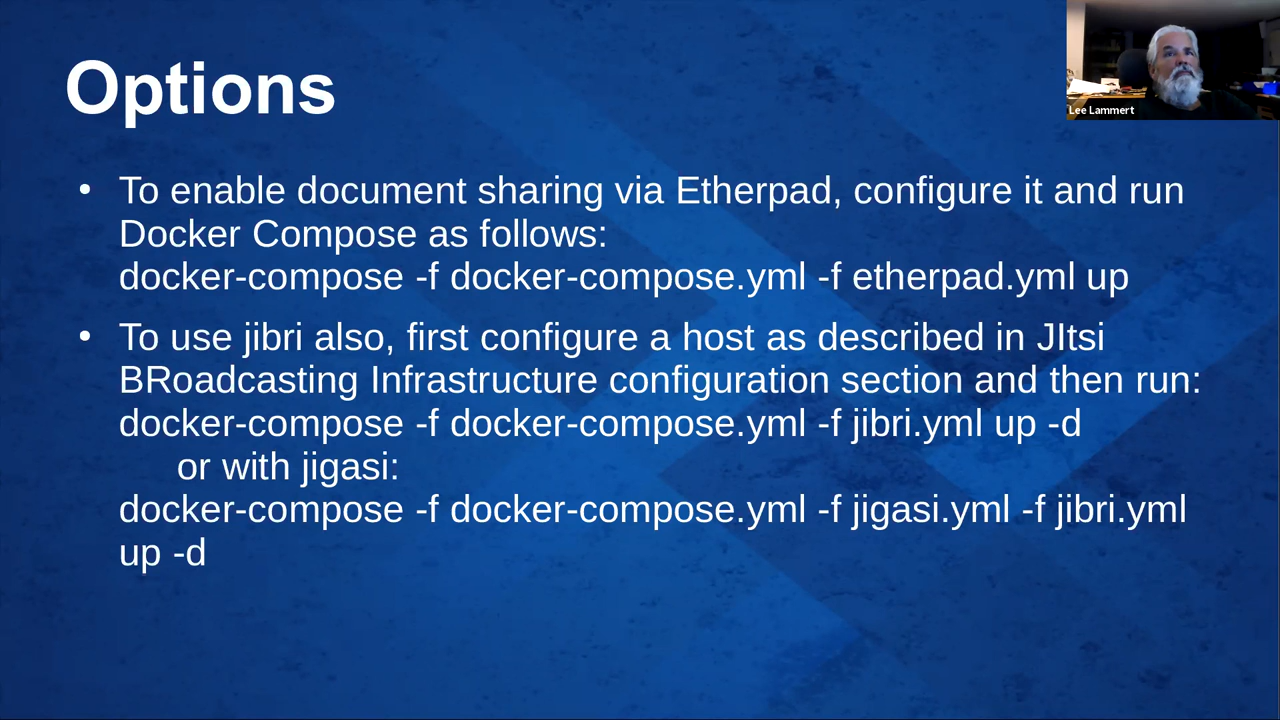 Options
Lee Lammert
• To enable document sharing via Etherpad, configure it and run
Docker Compose as follows:
docker-compose -f docker-compose.yml -f etherpad.yml up
• To use jibri also, first configure a host as described in JItsi
BRoadcasting Infrastructure configuration section and then run:
docker-compose -f docker-compose.yml -f jibri.yml up -d
or with jigasi:
docker-compose -f docker-compose.yml -f jigasi.yml -f jibri.yml
up -d